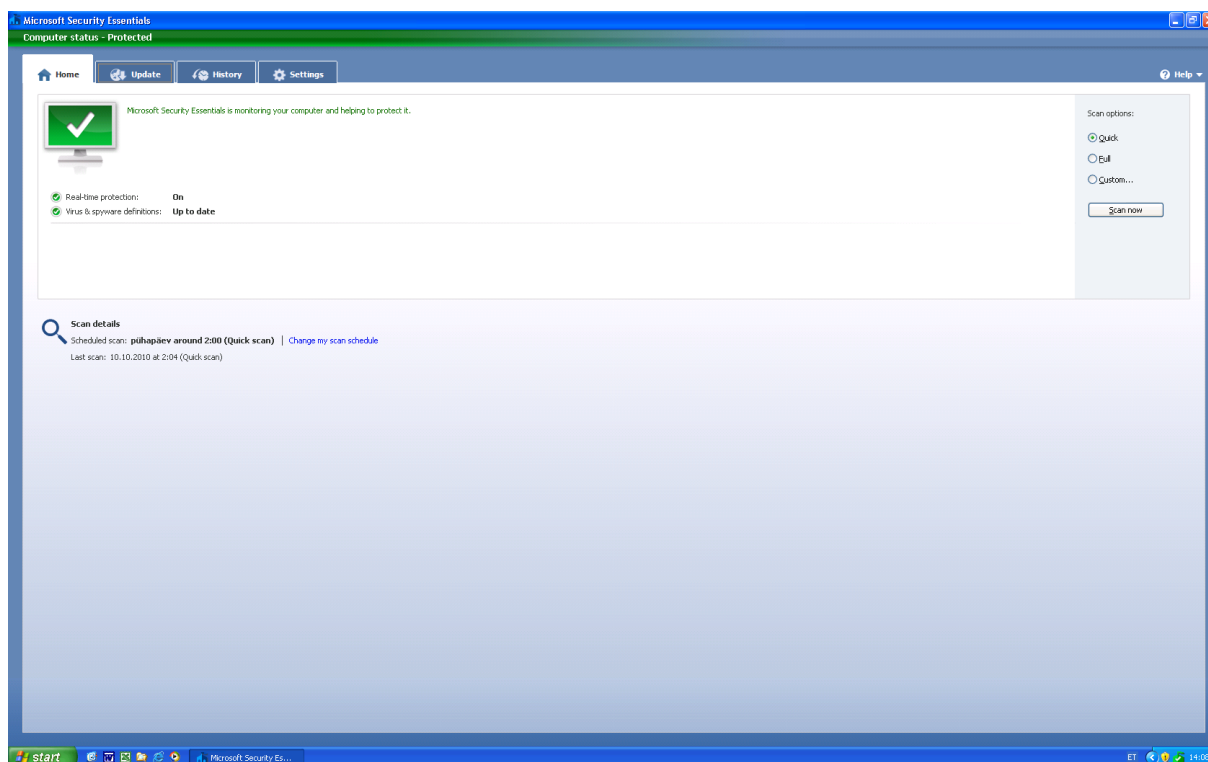 Microsoft Security Essentials
Computer status - Protected
Home
Update
History
Settings
Help
Microsoft Security Essentials is monitoring your computer and helping to protect it.
Scan options:
Quick
Full
Custom...
Scan now
Real-time protection: On
Virus & spyware definitions: Up to date
Scan details
Scheduled scan: pühapäev around 2:00 (Quick scan) | Change my scan schedule
Last scan: 10.10.2010 at 2:04 (Quick scan)
start
Microsoft Security Es...
ET